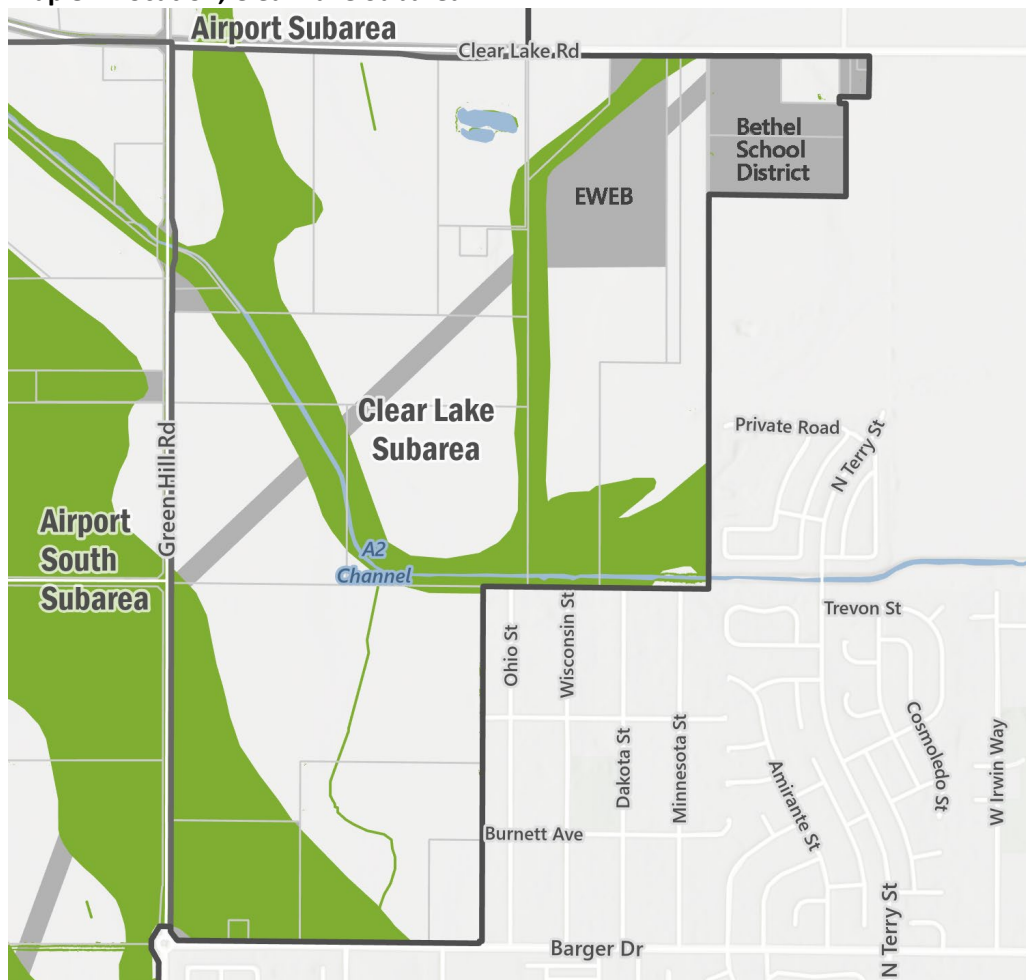 Airport Subarea
Clear Lake Rd
Bethel
School
District
EWEB
Clear Lake
Subarea
Private Road
N Terry St
Green Hill Rd
Airport
South
Subarea
A2
Channel
Trevon St
Ohio St
Wisconsin St
Dakota St
Minnesota St
Cosmoledo St
W Irwin Way
Amirante St
Burnett Ave
N Terry St
Barger Dr